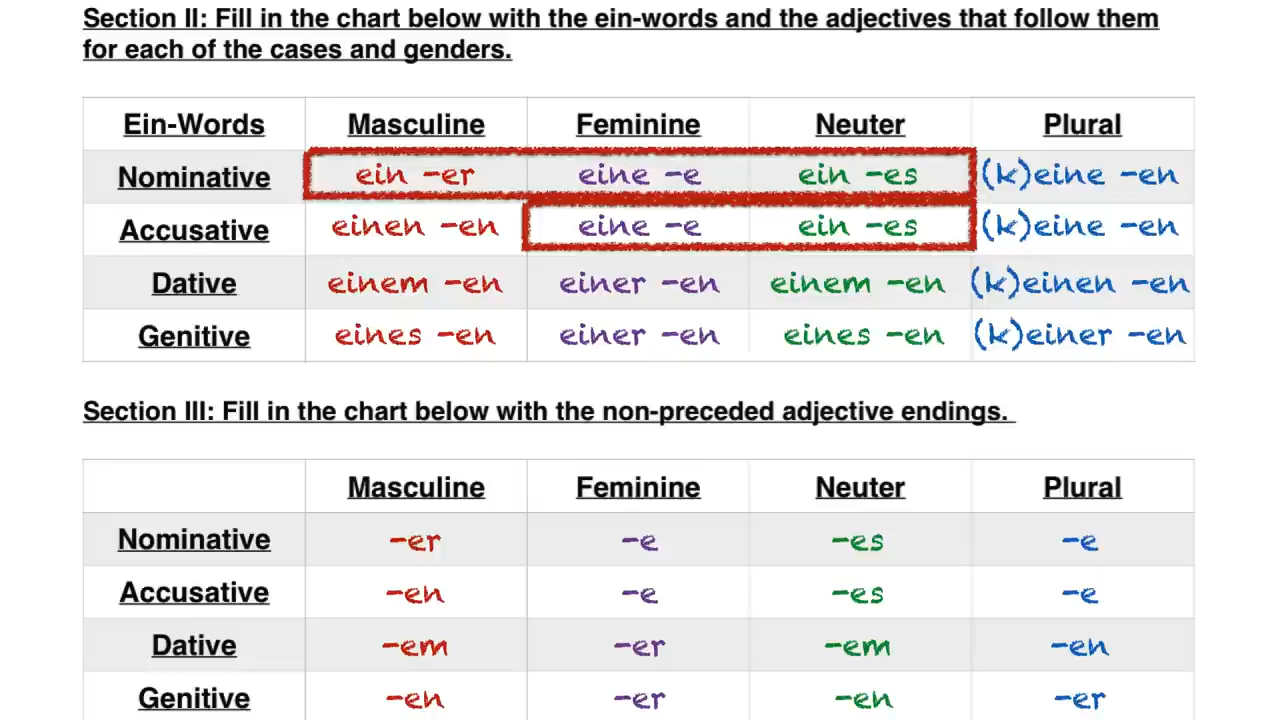 Section II: Fill in the chart below with the ein-words and the adjectives that follow them
for each of the cases and genders.
Ein-Words Masculine Feminine Neuter Plural
Nominative ein -er eine -e ein -es (k)eine -en
Accusative einen -en eine -e ein -es (k)eine -en
Dative einem -en einer -en einem -en (k)einen -en
Genitive eines -en einer -en eines -en (k)einer -en
Section III: Fill in the chart below with the non-preceded adjective endings.
Masculine Feminine Neuter Plural
Nominative -er -e -es -e
Accusative -en -e -es -e
Dative -em -er -em -en
Genitive -en -er -en -er